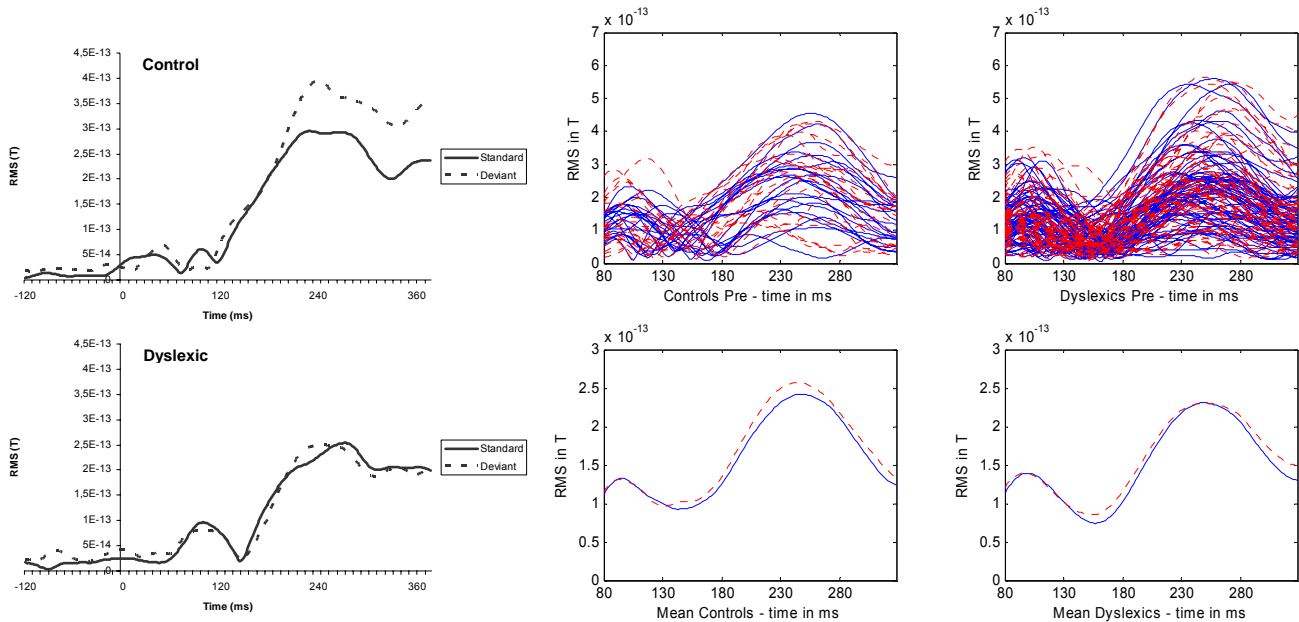 Control
4,5E-13
4E-13
3,5E-13
3E-13
2,5E-13
2E-13
1,5E-13
1E-13
5E-14
0
-120 0 120 240 360
Time (ms)
RMS (T)
Standard
Deviant
x 10^-13
7
6
5
4
3
2
1
0
80 130 180 230 280
Controls Pre - time in ms
RMS in T
x 10^-13
7
6
5
4
3
2
1
0
80 130 180 230 280
Dyslexics Pre - time in ms
RMS in T
Dyslexic
4,5E-13
4E-13
3,5E-13
3E-13
2,5E-13
2E-13
1,5E-13
1E-13
5E-14
0
-120 0 120 240 360
Time (ms)
RMS (T)
Standard
Deviant
x 10^-13
3
2.5
2
1.5
1
0.5
0
80 130 180 230 280
Mean Controls - time in ms
RMS in T
x 10^-13
3
2.5
2
1.5
1
0.5
0
80 130 180 230 280
Mean Dyslexics - time in ms
RMS in T